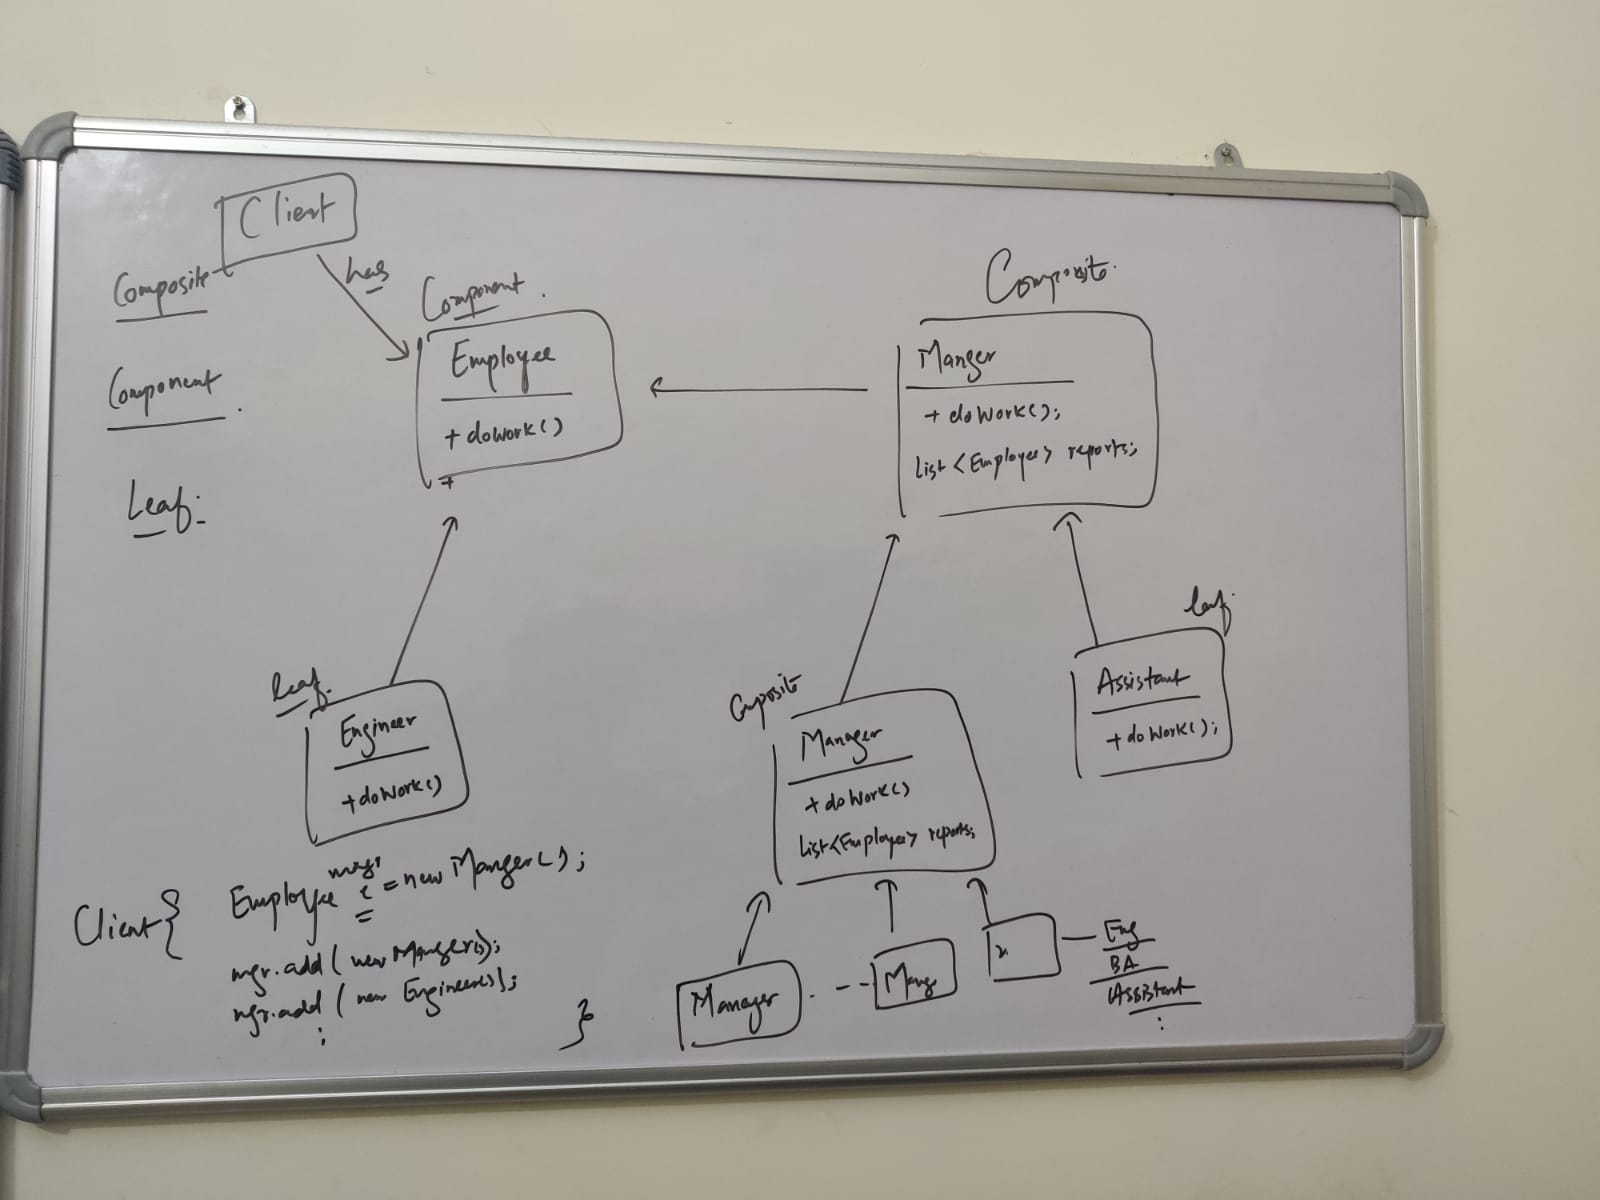 Client
has
Composite
Component
Leaf.
Component.
Employee
+ doWork()
+
Composite.
Manger
+ doWork();
List <Employee> reports;
Leaf.
Engineer
+ doWork()
Composite
Manager
+ doWork()
List<Employee> reports;
leaf.
Assistant
+ doWork();
Manager
. - - -
Mang
Eng
BA
Assistant
:
Client {
mgr
Employee = new Manger();
mgr.add( new Manger());
mgr.add( new Engineer());
:
}